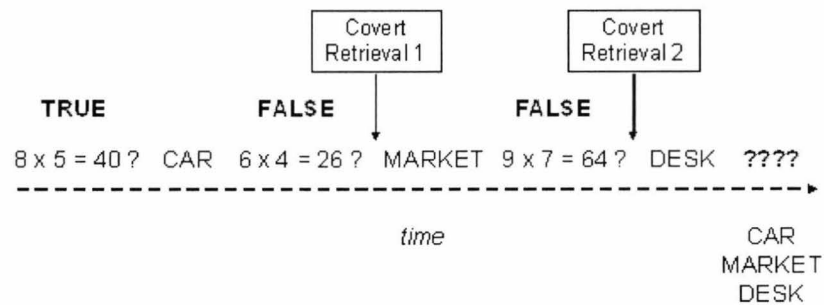 Covert
Retrieval 1
Covert
Retrieval 2
TRUE FALSE FALSE
8 x 5 = 40 ? CAR 6 x 4 = 26 ? MARKET 9 x 7 = 64 ? DESK ????
time
CAR
MARKET
DESK